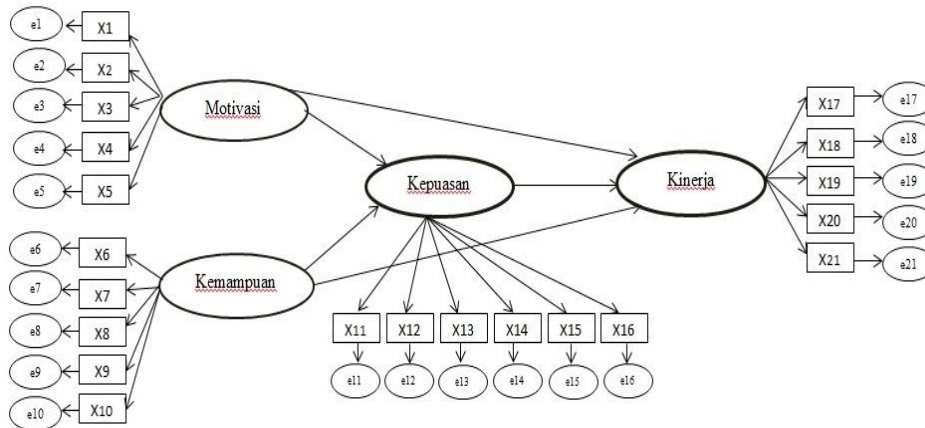 e1 X1
e2 X2
e3 X3
e4 X4
e5 X5
Motivasi
e6 X6
e7 X7
e8 X8
e9 X9
e10 X10
Kemampuan
Kepuasan
X11 X12 X13 X14 X15 X16
e11 e12 e13 e14 e15 e16
Kinerja
X17 e17
X18 e18
X19 e19
X20 e20
X21 e21